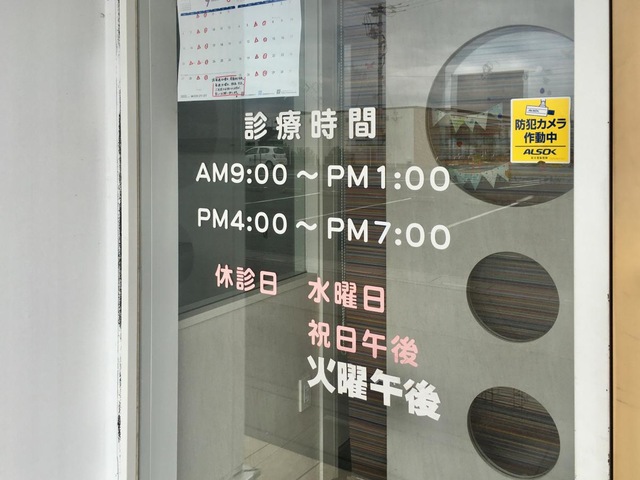 診療時間
AM9:00〜PM1:00
PM4:00〜PM7:00
休診日 水曜日
祝日午後
火曜午後
防犯カメラ
作動中
ALSOK